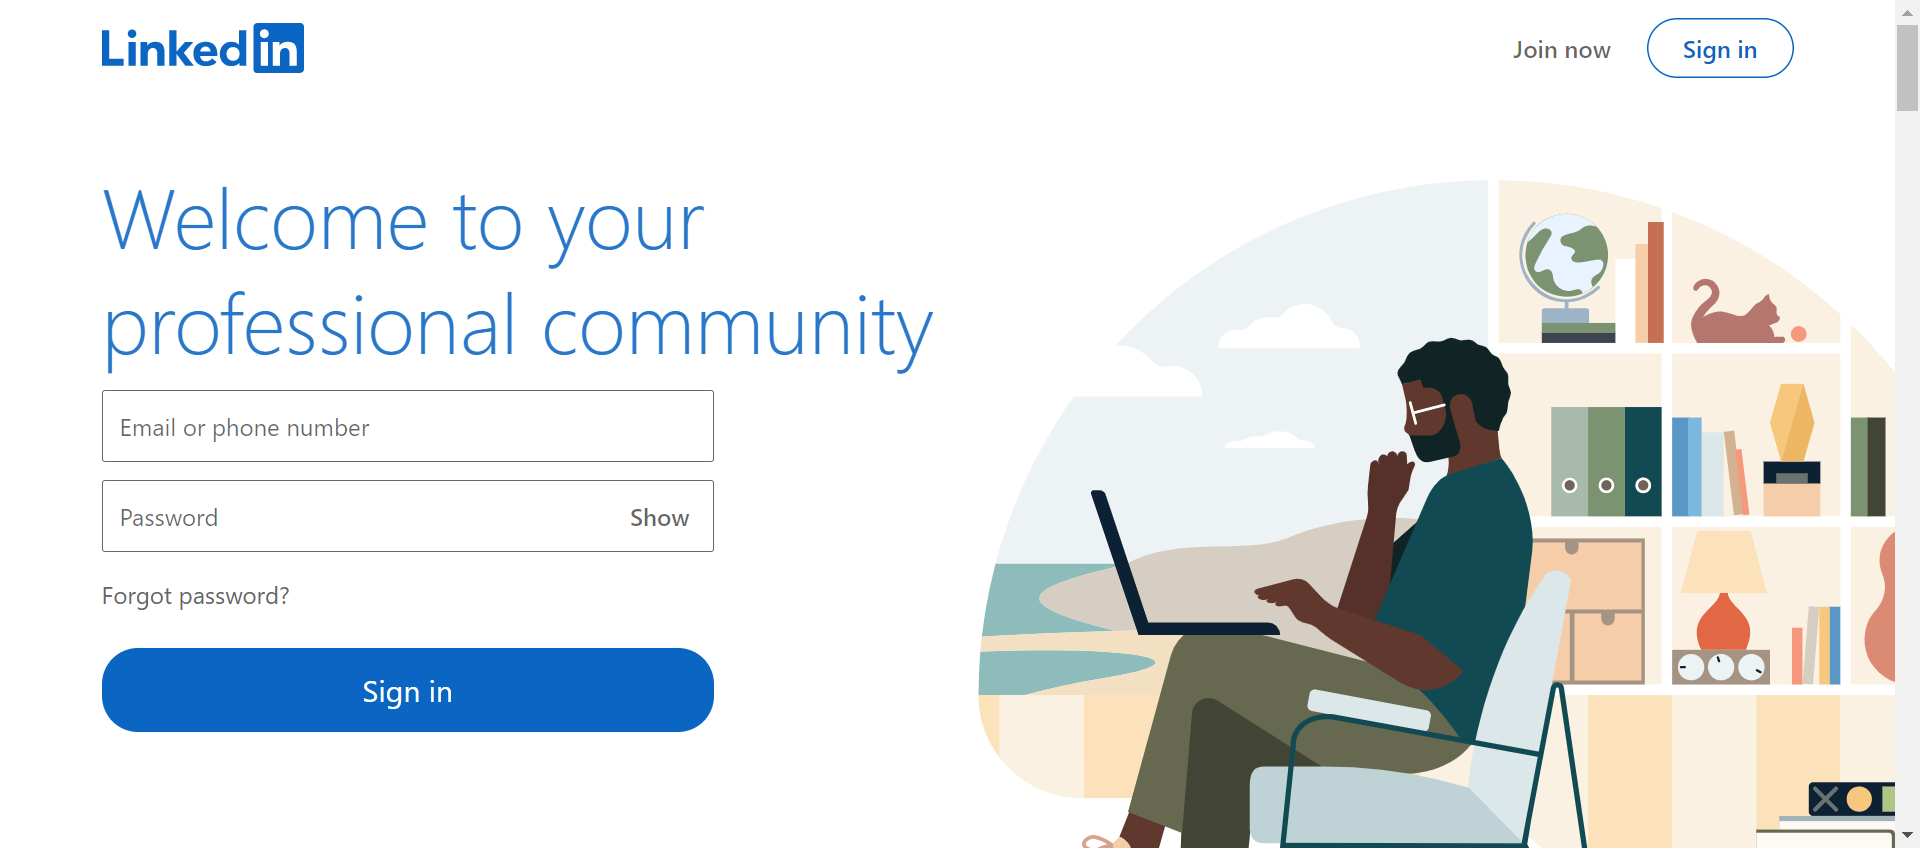 Linkedin
Join now
Sign in
Welcome to your
professional community
Email or phone number
Password
Show
Forgot password?
Sign in